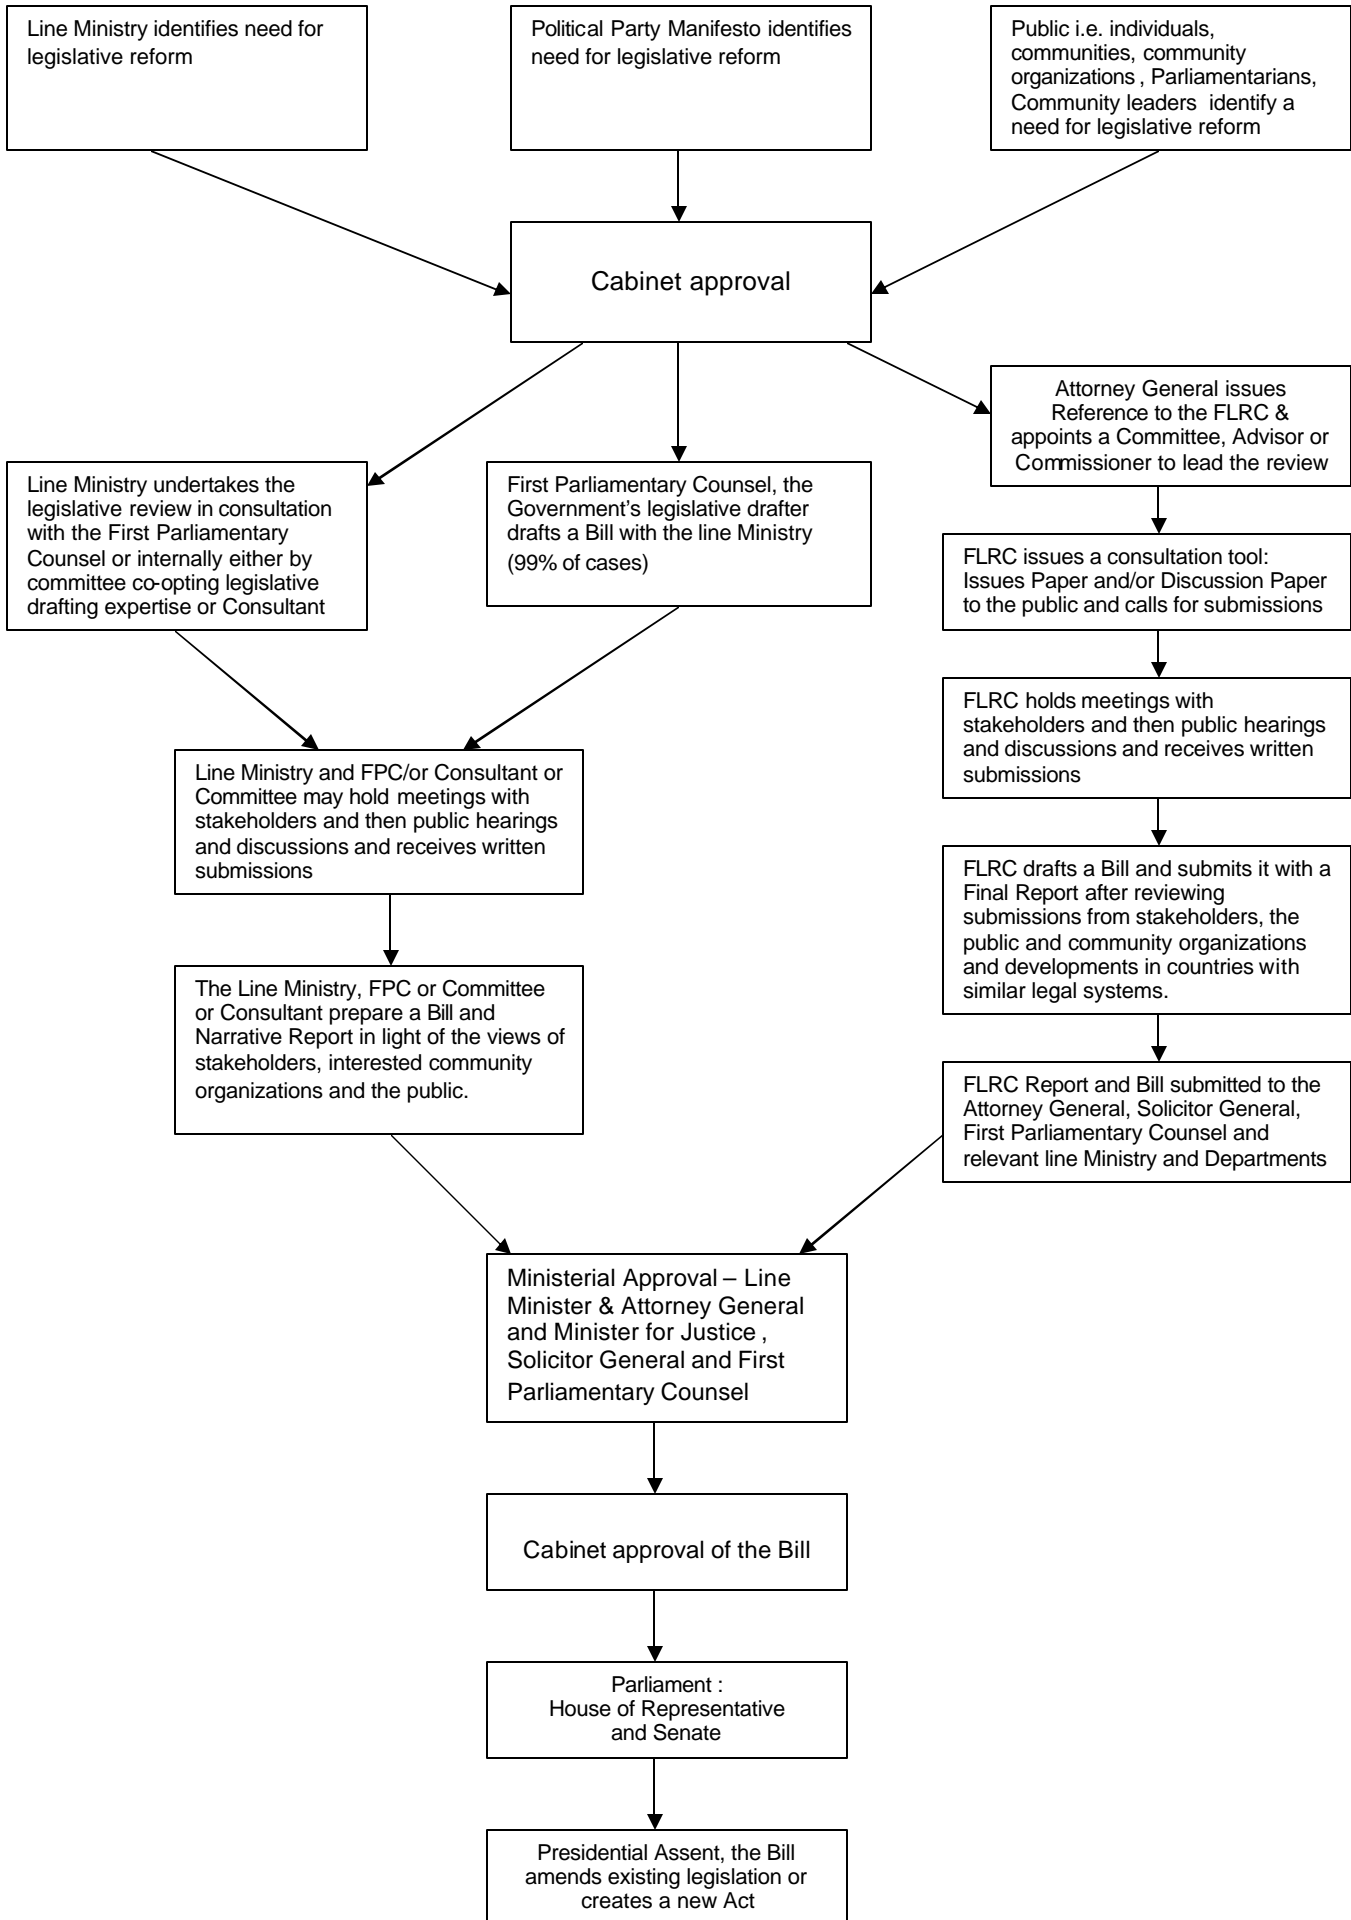 Line Ministry identifies need for
legislative reform
Political Party Manifesto identifies
need for legislative reform
Public i.e. individuals,
communities, community
organizations , Parliamentarians,
Community leaders identify a
need for legislative reform
Cabinet approval
Attorney General issues
Reference to the FLRC &
appoints a Committee, Advisor or
Commissioner to lead the review
Line Ministry undertakes the
legislative review in consultation
with the First Parliamentary
Counsel or internally either by
committee co-opting legislative
drafting expertise or Consultant
First Parliamentary Counsel, the
Government's legislative drafter
drafts a Bill with the line Ministry
(99% of cases)
FLRC issues a consultation tool:
Issues Paper and/or Discussion Paper
to the public and calls for submissions
FLRC holds meetings with
stakeholders and then public hearings
and discussions and receives written
submissions
Line Ministry and FPC/or Consultant or
Committee may hold meetings with
stakeholders and then public hearings
and discussions and receives written
submissions
FLRC drafts a Bill and submits it with a
Final Report after reviewing
submissions from stakeholders, the
public and community organizations
and developments in countries with
similar legal systems.
The Line Ministry, FPC or Committee
or Consultant prepare a Bill and
Narrative Report in light of the views of
stakeholders, interested community
organizations and the public.
FLRC Report and Bill submitted to the
Attorney General, Solicitor General,
First Parliamentary Counsel and
relevant line Ministry and Departments
Ministerial Approval – Line
Minister & Attorney General
and Minister for Justice ,
Solicitor General and First
Parliamentary Counsel
Cabinet approval of the Bill
Parliament :
House of Representative
and Senate
Presidential Assent, the Bill
amends existing legislation or
creates a new Act